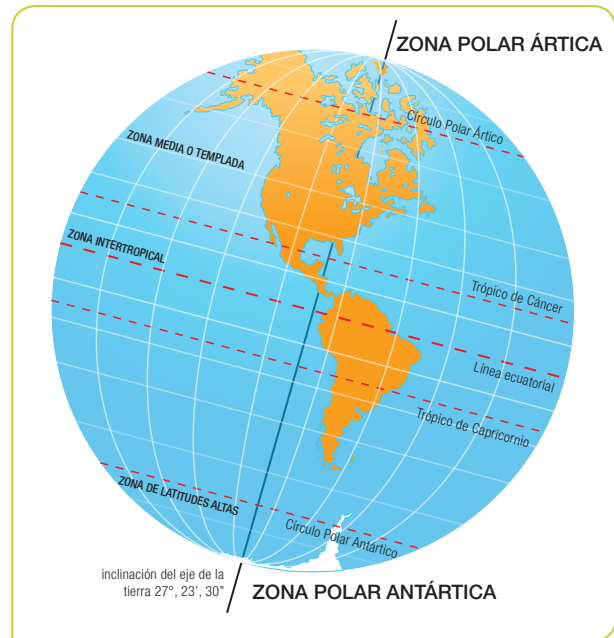 ZONA POLAR ÁRTICA
Círculo Polar Ártico
ZONA MEDIA O TEMPLADA
ZONA INTERTROPICAL
Trópico de Cáncer
Línea ecuatorial
Trópico de Capricornio
ZONA DE LATITUDES ALTAS
Círculo Polar Antártico
inclinación del eje de la
tierra 27°, 23’, 30”
ZONA POLAR ANTÁRTICA